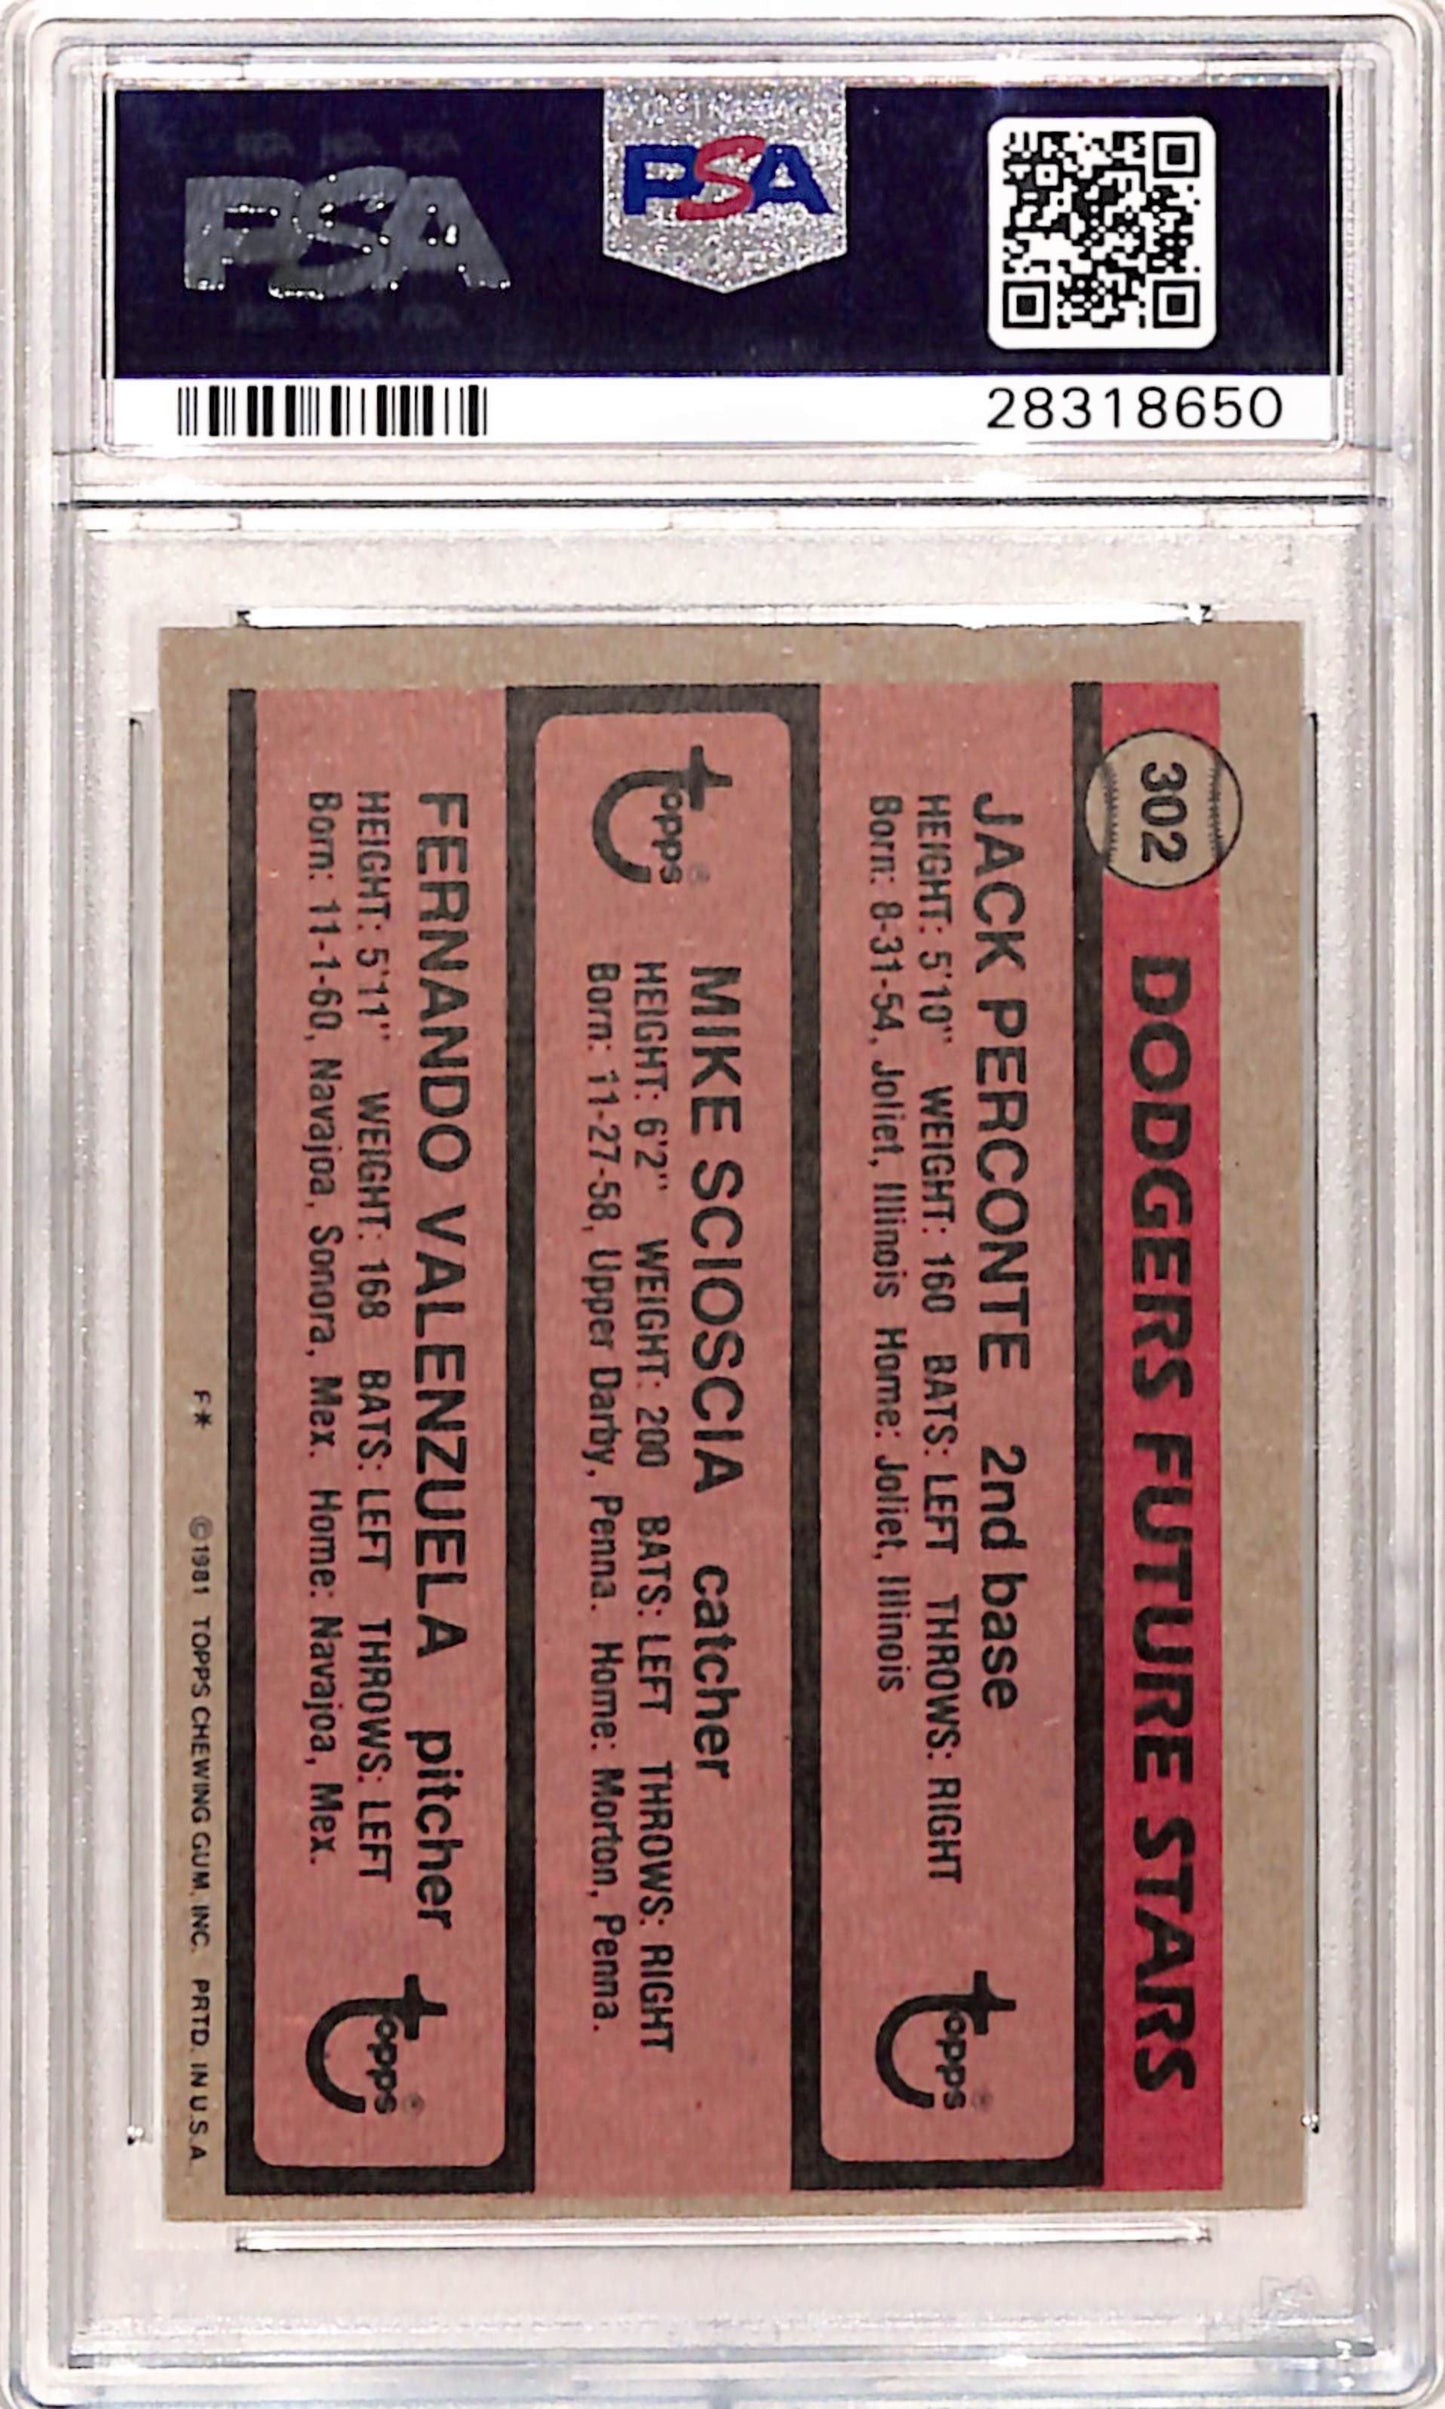 PSA
PSA
28318650
302
DODGERS FUTURE STARS
JACK PERCONTE 2nd base
HEIGHT: 5'10" WEIGHT: 160 BATS: LEFT THROWS: RIGHT
Born: 8-31-54, Joliet, Illinois Home: Joliet, Illinois
Topps
MIKE SCIOSCIA catcher
HEIGHT: 6'2" WEIGHT: 200 BATS: LEFT THROWS: RIGHT
Born: 11-27-58, Upper Darby, Penna. Home: Morton, Penna.
Topps
FERNANDO VALENZUELA pitcher
HEIGHT: 5'11" WEIGHT: 168 BATS: LEFT THROWS: LEFT
Born: 11-1-60, Navajoa, Sonora, Mex. Home: Navajoa, Mex.
Topps
F* ©1981 TOPPS CHEWING GUM, INC. PRTD. IN U.S.A.